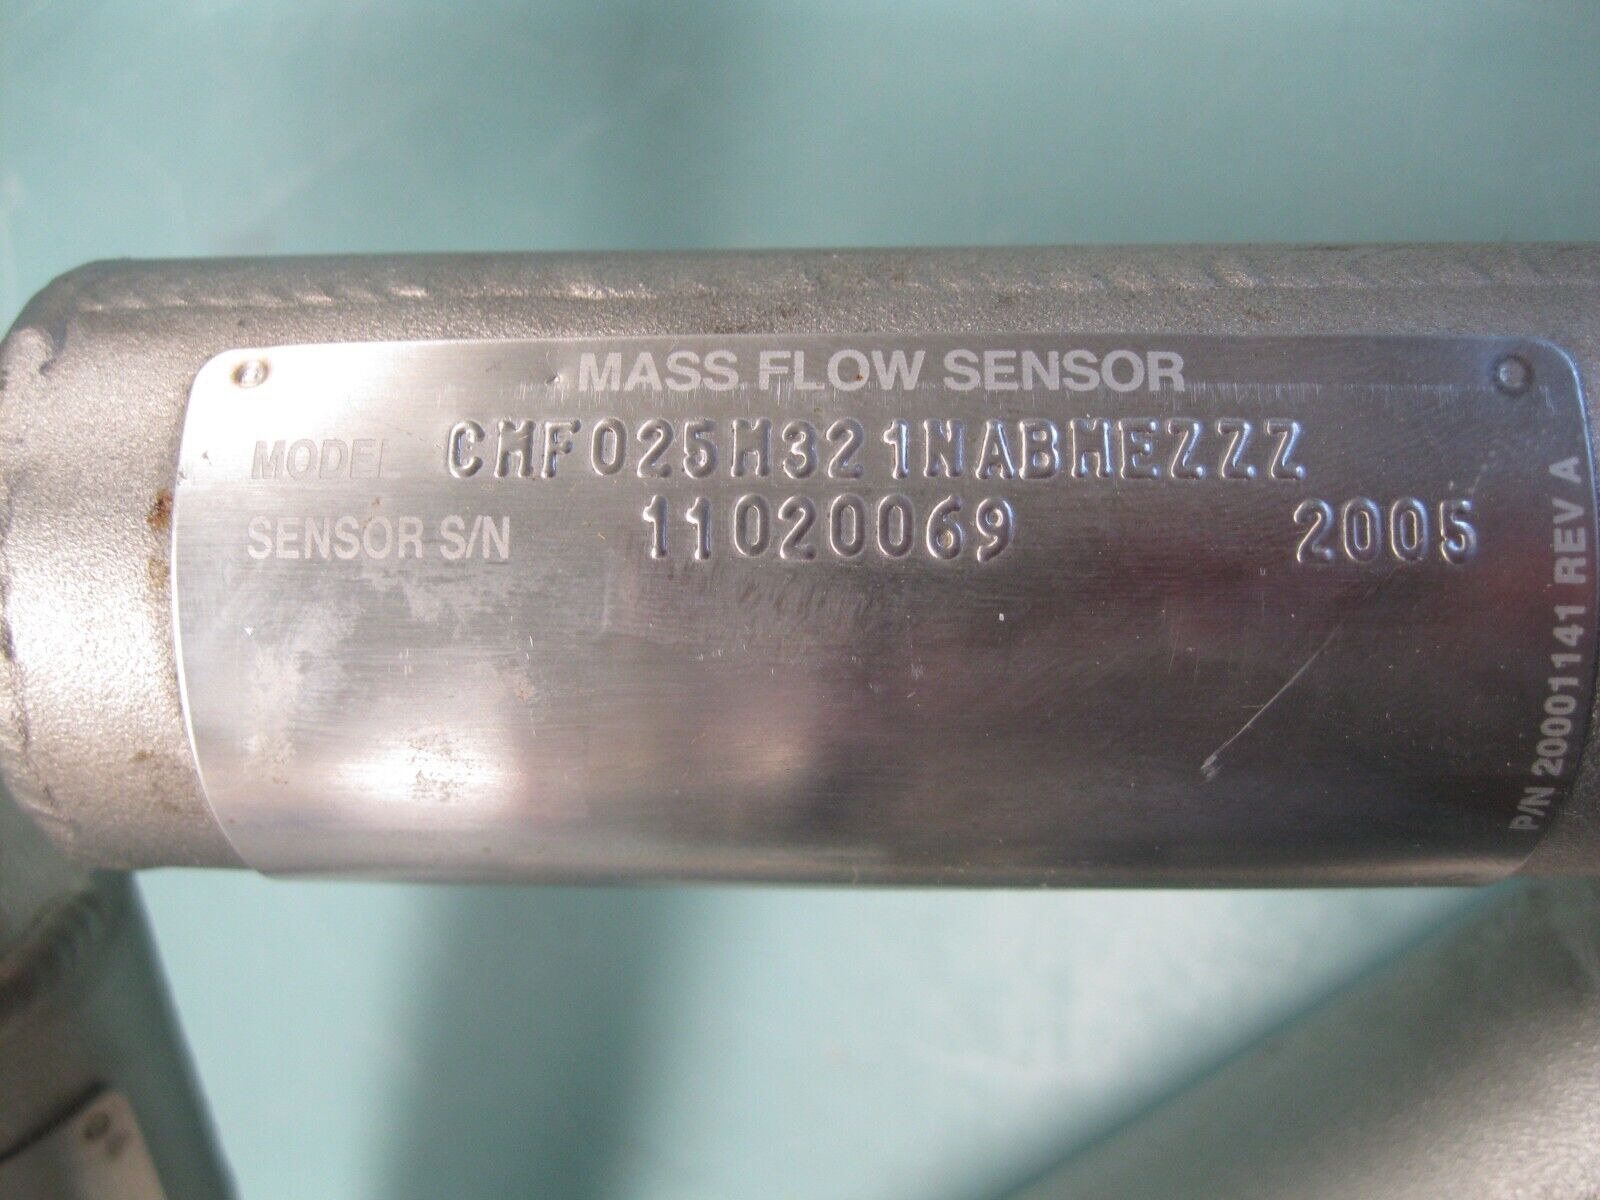 MASS FLOW SENSOR
MODEL CMF025M321NABMEZZZ
SENSOR S/N 11020069 2005
P/N 20001141 REV A